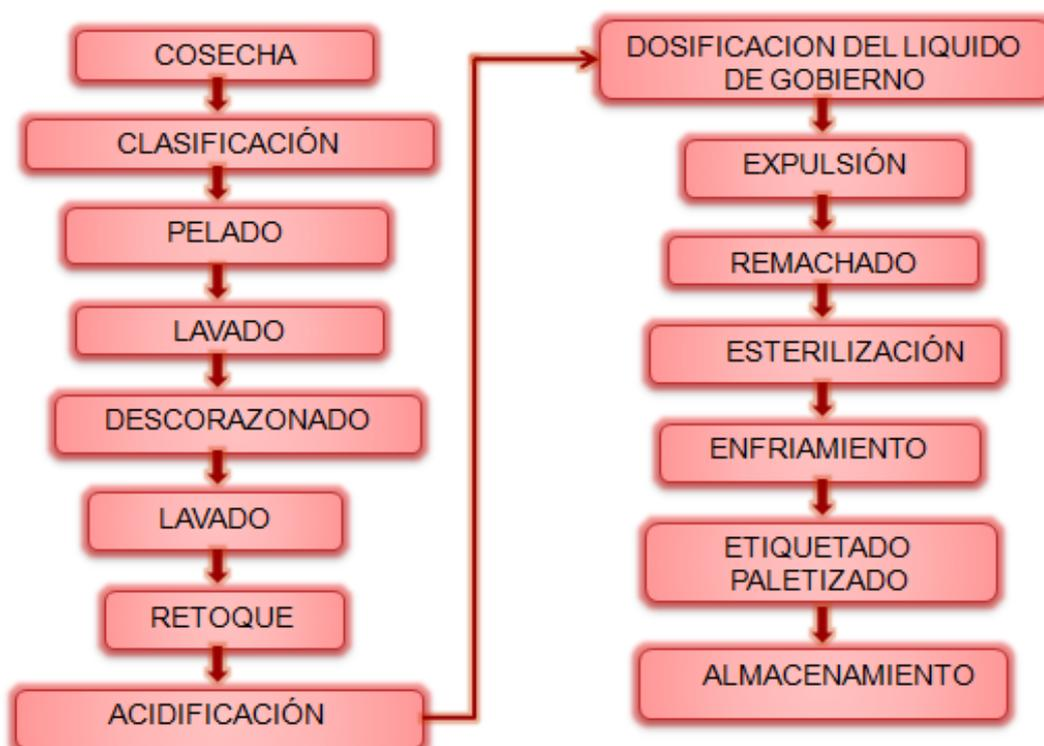 COSECHA
CLASIFICACIÓN
PELADO
LAVADO
DESCORAZONADO
LAVADO
RETOQUE
ACIDIFICACIÓN
DOSIFICACION DEL LIQUIDO
DE GOBIERNO
EXPULSIÓN
REMACHADO
ESTERILIZACIÓN
ENFRIAMIENTO
ETIQUETADO
PALETIZADO
ALMACENAMIENTO